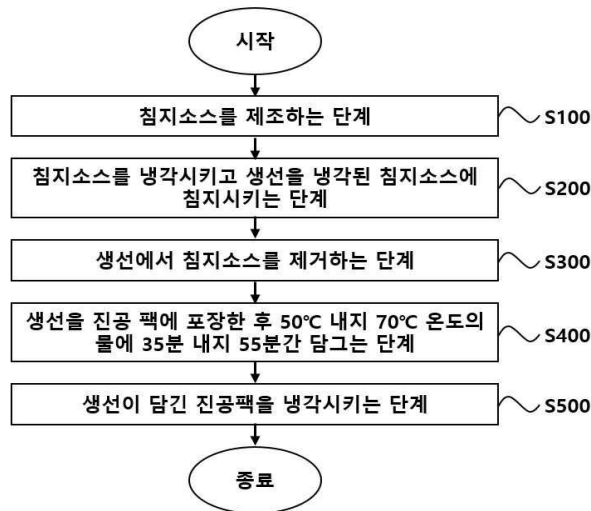 시작
침지소스를 제조하는 단계
S100
침지소스를 냉각시키고 생선을 냉각된 침지소스에
침지시키는 단계
S200
생선에서 침지소스를 제거하는 단계
S300
생선을 진공 팩에 포장한 후 50℃ 내지 70℃ 온도의
물에 35분 내지 55분간 담그는 단계
S400
생선이 담긴 진공팩을 냉각시키는 단계
S500
종료